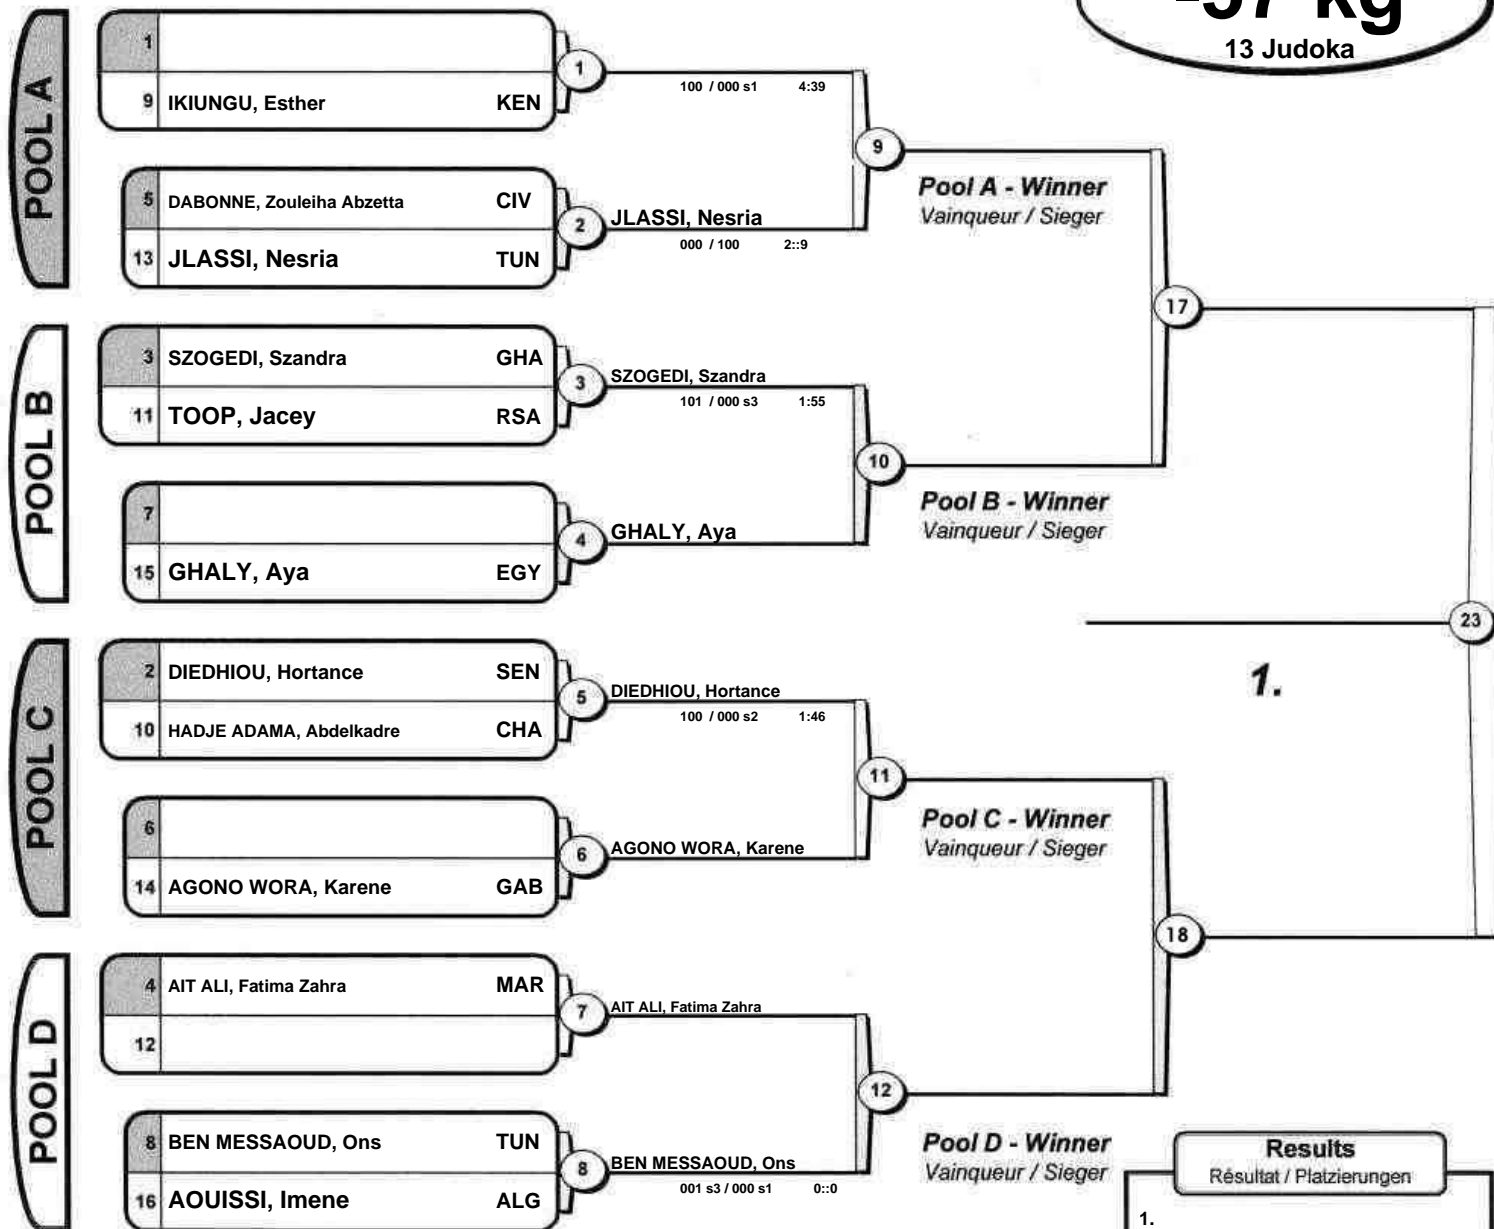 -57 kg
13 Judoka
POOL A
1
9 IKIUNGU, Esther KEN
1
100 / 000 s1 4:39
5 DABONNE, Zouleiha Abzetta CIV
13 JLASSI, Nesria TUN
2
JLASSI, Nesria
000 / 100 2::9
9
Pool A - Winner
Vainqueur / Sieger
17
POOL B
3 SZOGEDI, Szandra GHA
11 TOOP, Jacey RSA
3
SZOGEDI, Szandra
101 / 000 s3 1:55
7
15 GHALY, Aya EGY
4
GHALY, Aya
10
Pool B - Winner
Vainqueur / Sieger
23
1.
POOL C
2 DIEDHIOU, Hortance SEN
10 HADJE ADAMA, Abdelkadre CHA
5
DIEDHIOU, Hortance
100 / 000 s2 1:46
6
14 AGONO WORA, Karene GAB
6
AGONO WORA, Karene
11
Pool C - Winner
Vainqueur / Sieger
18
POOL D
4 AIT ALI, Fatima Zahra MAR
12
7
AIT ALI, Fatima Zahra
8 BEN MESSAOUD, Ons TUN
16 AOUISSI, Imene ALG
8
BEN MESSAOUD, Ons
001 s3 / 000 s1 0::0
12
Pool D - Winner
Vainqueur / Sieger
Results
Résultat / Platzierungen
1.